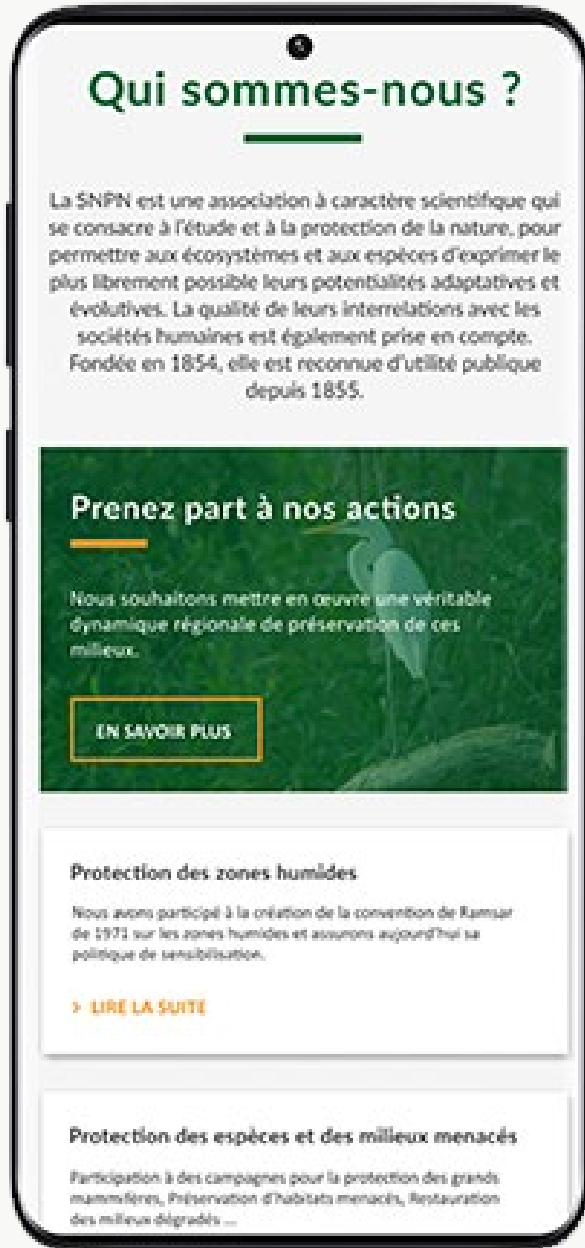 Qui sommes-nous ?
La SNPN est une association à caractère scientifique qui
se consacre à l'étude et à la protection de la nature, pour
permettre aux écosystèmes et aux espèces d'exprimer le
plus librement possible leurs potentialités adaptatives et
évolutives. La qualité de leurs interrelations avec les
sociétés humaines est également prise en compte.
Fondée en 1854, elle est reconnue d'utilité publique
depuis 1855.
Prenez part à nos actions
Nous souhaitons mettre en œuvre une véritable
dynamique régionale de préservation de ces
milieux.
EN SAVOIR PLUS
Protection des zones humides
Nous avons participé à la création de la convention de Ramsar
de 1971 sur les zones humides et assurons aujourd'hui sa
politique de sensibilisation.
> LIRE LA SUITE
Protection des espèces et des milieux menacés
Participation à des campagnes pour la protection des grands
mammifères, Préservation d'habitats menacés, Restauration
des milieux dégradés ...